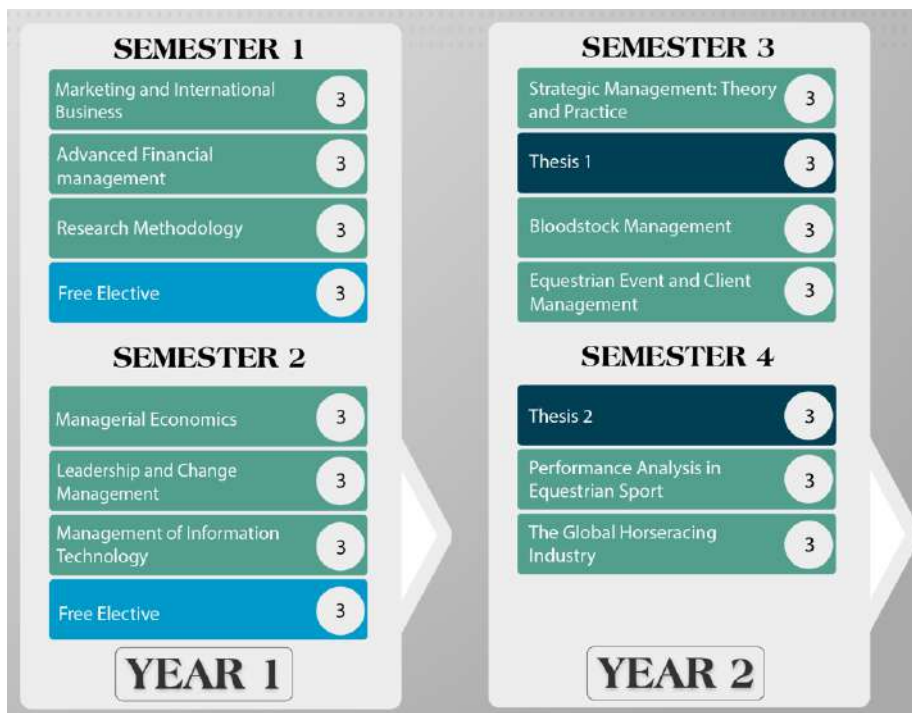 SEMESTER 1
Marketing and International
Business
3
Advanced Financial
management
3
Research Methodology
3
Free Elective
3
SEMESTER 2
Managerial Economics
3
Leadership and Change
Management
3
Management of Information
Technology
3
Free Elective
3
YEAR 1
SEMESTER 3
Strategic Management: Theory
and Practice
3
Thesis 1
3
Bloodstock Management
3
Equestrian Event and Client
Management
3
SEMESTER 4
Thesis 2
3
Performance Analysis in
Equestrian Sport
3
The Global Horseracing
Industry
3
YEAR 2